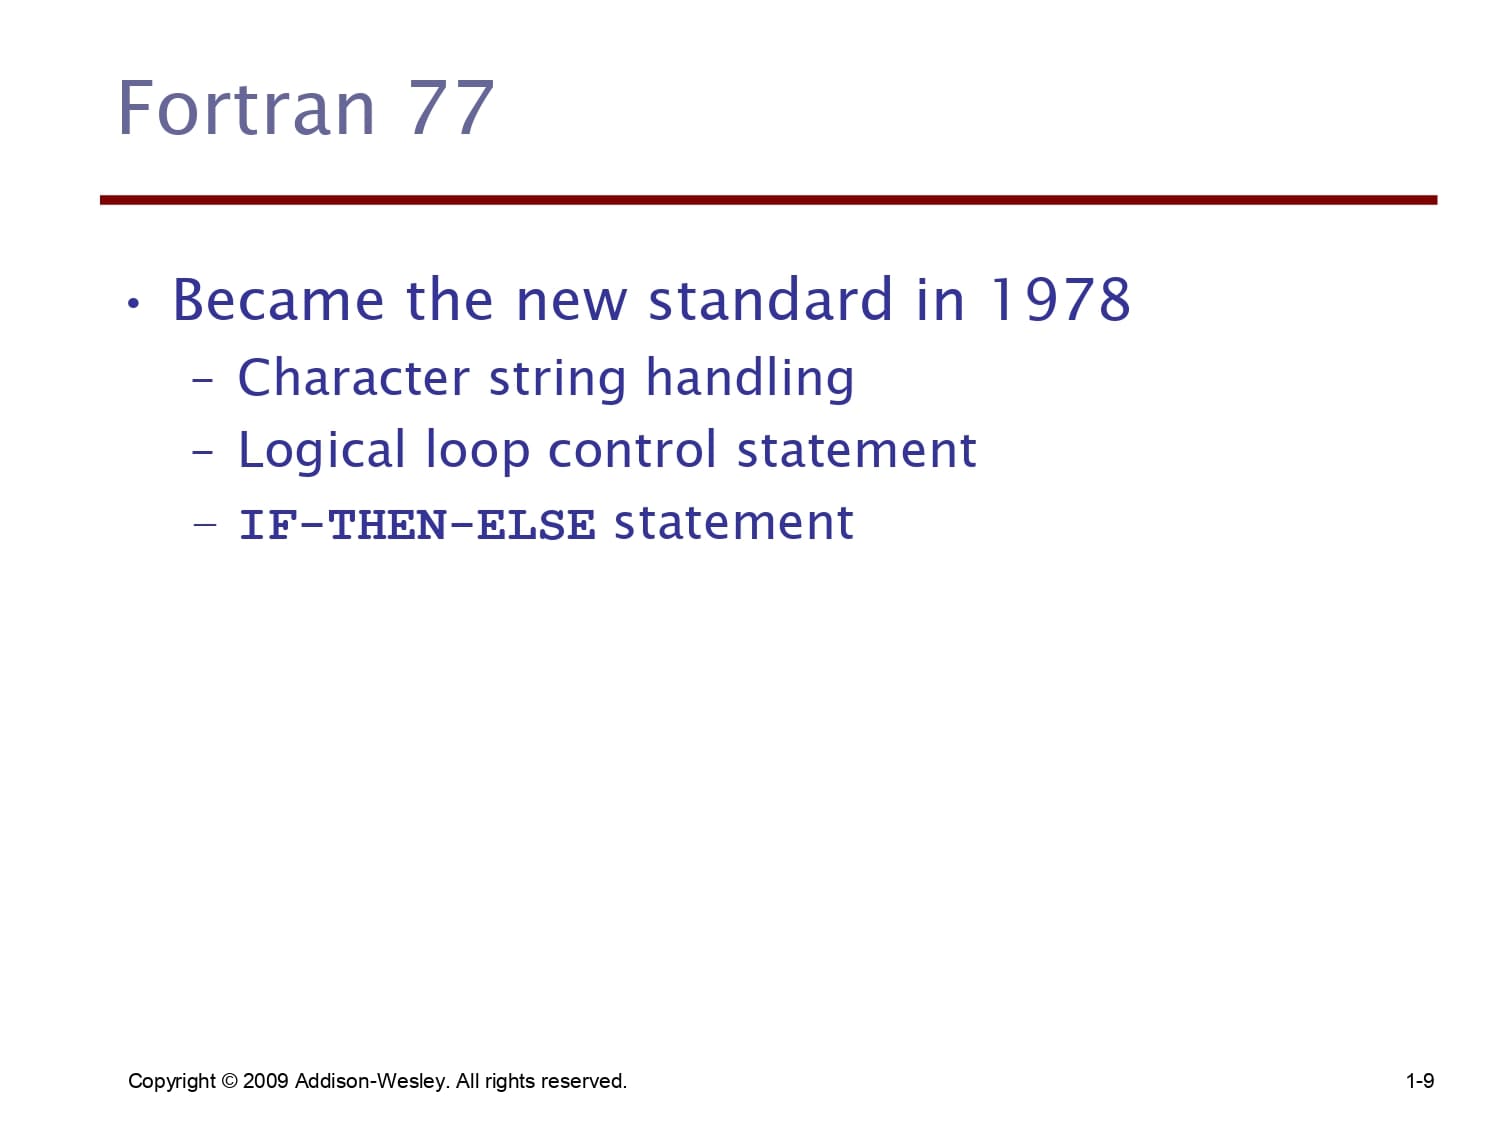 Fortran 77
• Became the new standard in 1978
– Character string handling
– Logical loop control statement
– IF-THEN-ELSE statement
Copyright © 2009 Addison-Wesley. All rights reserved.
1-9